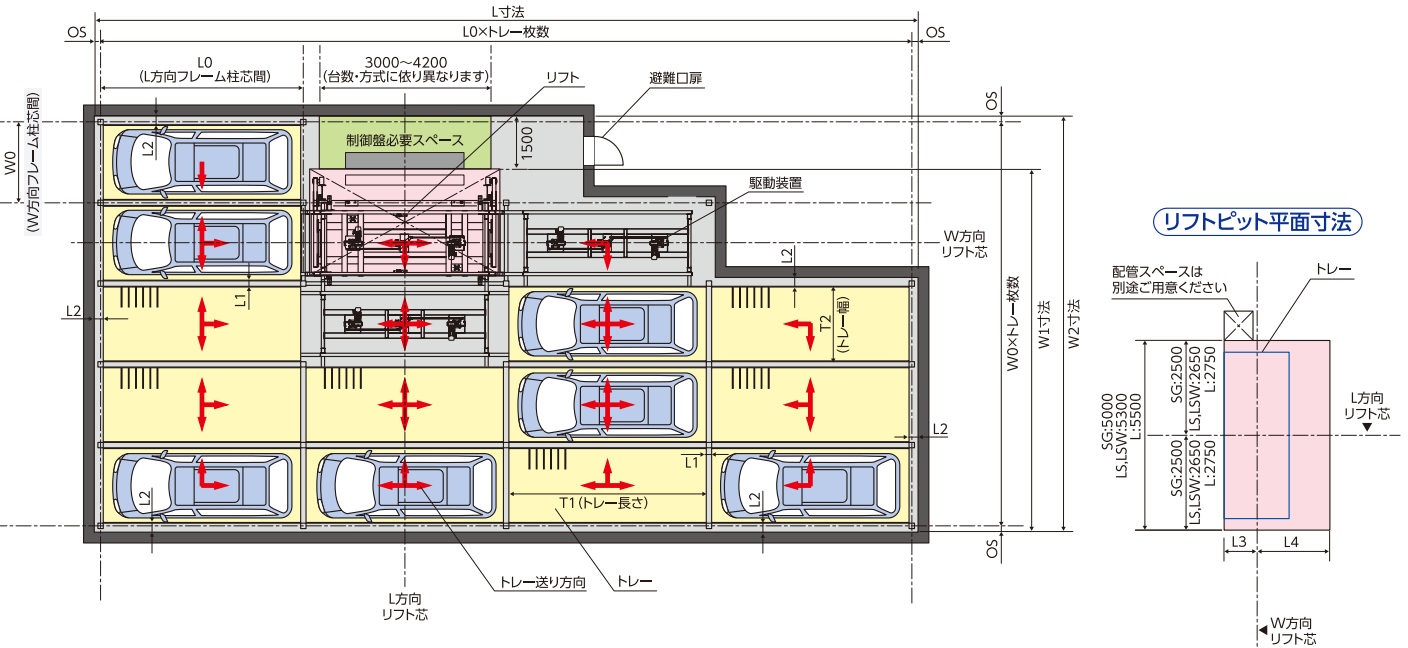 L寸法
OS
L0×トレー枚数
OS
L0
(L方向フレーム柱芯間)
3000～4200
(台数・方式に依り異なります)
リフト
避難口扉
OS
W0
(W方向フレーム柱芯間)
L2
制御盤必要スペース
1500
駆動装置
W方向
リフト芯
L2
L1
L2
T2
(トレー幅)
W0×トレー枚数
W1寸法
W2寸法
L2
L1
L2
T1(トレー長さ)
L2
OS
トレー送り方向
トレー
L方向
リフト芯
リフトピット平面寸法
配管スペースは
別途ご用意ください
トレー
SG:5000
LS,LSW:5300
L:5500
SG:2500
LS,LSW:2650
L:2750
SG:2500
LS,LSW:2650
L:2750
L方向
リフト芯
▼
L3
L4
◀W方向
リフト芯